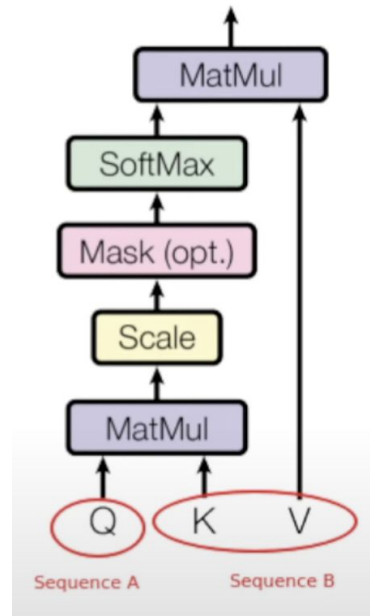 MatMul
SoftMax
Mask (opt.)
Scale
MatMul
Q K V
Sequence A Sequence B